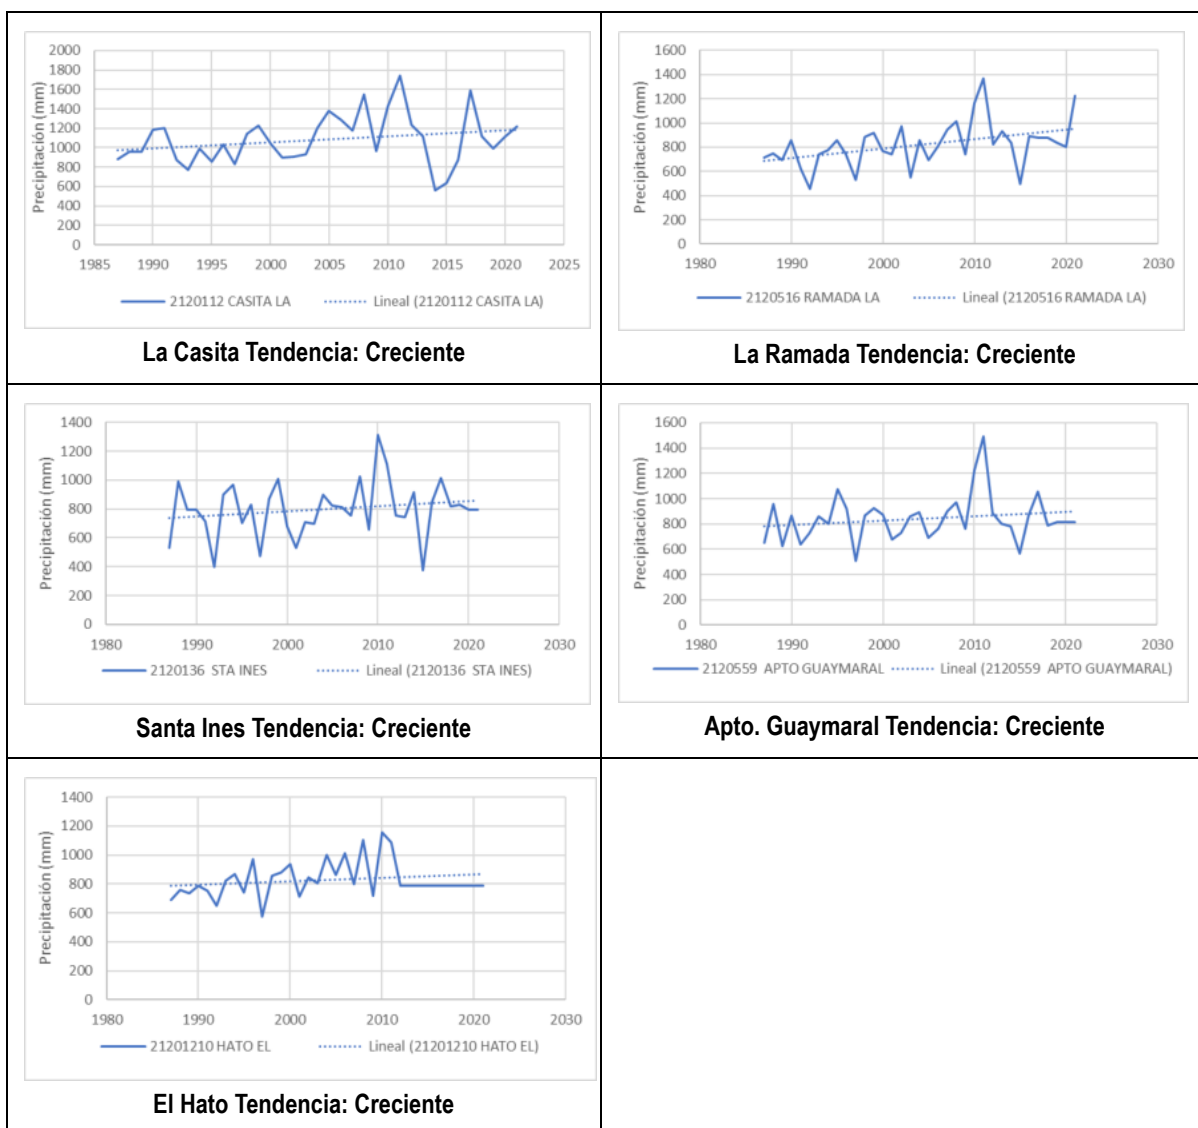 Precipitación (mm)
2000
1800
1600
1400
1200
1000
800
600
400
200
0
1985 1990 1995 2000 2005 2010 2015 2020 2025
2120112 CASITA LA Lineal (2120112 CASITA LA)
La Casita Tendencia: Creciente
Precipitación (mm)
1600
1400
1200
1000
800
600
400
200
0
1980 1990 2000 2010 2020 2030
2120516 RAMADA LA Lineal (2120516 RAMADA LA)
La Ramada Tendencia: Creciente
Precipitación (mm)
1400
1200
1000
800
600
400
200
0
1980 1990 2000 2010 2020 2030
2120136 STA INES Lineal (2120136 STA INES)
Santa Ines Tendencia: Creciente
Precipitación (mm)
1600
1400
1200
1000
800
600
400
200
0
1980 1990 2000 2010 2020 2030
2120559 APTO GUAYMARAL Lineal (2120559 APTO GUAYMARAL)
Apto. Guaymaral Tendencia: Creciente
Precipitación (mm)
1400
1200
1000
800
600
400
200
0
1980 1990 2000 2010 2020 2030
21201210 HATO EL Lineal (21201210 HATO EL)
El Hato Tendencia: Creciente